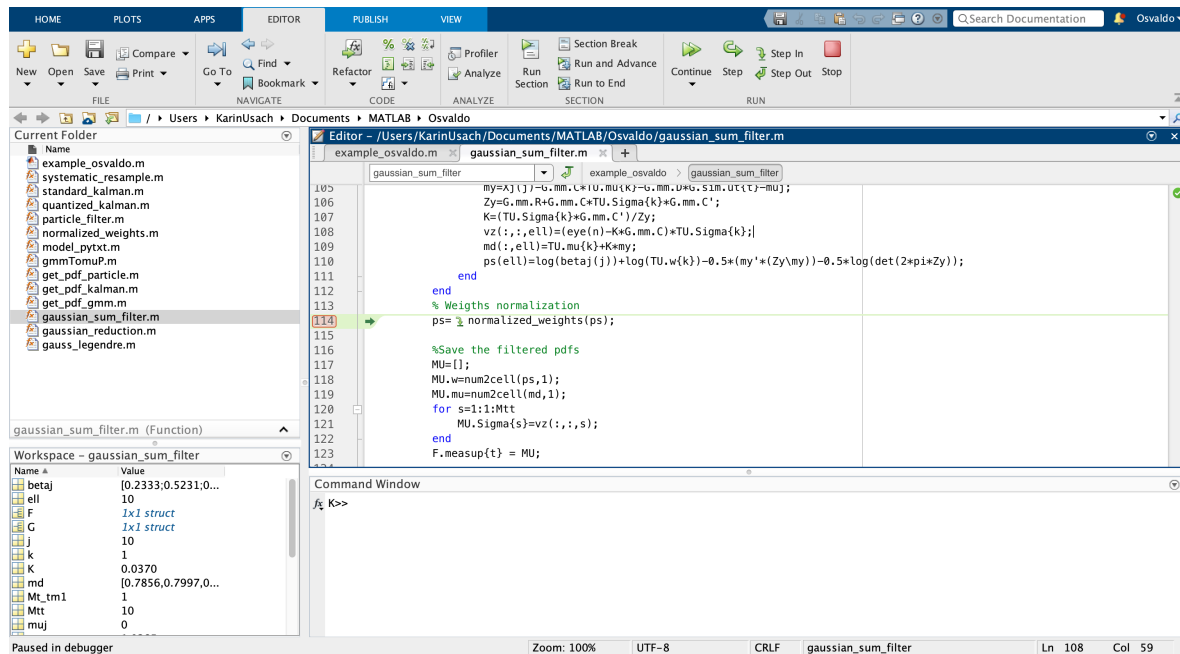 HOME PLOTS APPS EDITOR PUBLISH VIEW Search Documentation Osvaldo
New Open Save Compare Print Go To Find Bookmark Refactor Profiler Analyze Run Section Section Break Run and Advance Run to End Continue Step Step In Step Out Stop
FILE NAVIGATE CODE ANALYZE SECTION RUN
/ Users KarinUsach Documents MATLAB Osvaldo
Current Folder
Name
example_osvaldo.m
systematic_resample.m
standard_kalman.m
quantized_kalman.m
particle_filter.m
normalized_weights.m
model_pytxt.m
gmmTomuP.m
get_pdf_particle.m
get_pdf_kalman.m
get_pdf_gmm.m
gaussian_sum_filter.m
gaussian_reduction.m
gauss_legendre.m
gaussian_sum_filter.m (Function)
Workspace - gaussian_sum_filter
Name Value
betaj [0.2333;0.5231;0...
ell 10
F 1x1 struct
G 1x1 struct
j 10
k 1
K 0.0370
md [0.7856,0.7997,0...
Mt_tm1 1
Mtt 10
muj 0
Editor - /Users/KarinUsach/Documents/MATLAB/Osvaldo/gaussian_sum_filter.m
example_osvaldo.m gaussian_sum_filter.m +
gaussian_sum_filter example_osvaldo > gaussian_sum_filter
105 my=Xj(j)-G.mm.C*TU.mu{k}-G.mm.D*G.sim.ut{t}-muj;
106 Zy=G.mm.R+G.mm.C*TU.Sigma{k}*G.mm.C';
107 K=(TU.Sigma{k}*G.mm.C')/Zy;
108 vz(:,:,ell)=(eye(n)-K*G.mm.C)*TU.Sigma{k};
109 md(:,ell)=TU.mu{k}+K*my;
110 ps(ell)=log(betaj(j))+log(TU.w{k})-0.5*(my'*(Zy\my))-0.5*log(det(2*pi*Zy));
111 end
112 end
113 % Weigths normalization
114 ps= normalized_weights(ps);
115
116 %Save the filtered pdfs
117 MU=[];
118 MU.w=num2cell(ps,1);
119 MU.mu=num2cell(md,1);
120 for s=1:1:Mtt
121 MU.Sigma{s}=vz(:,:,s);
122 end
123 F.measup{t} = MU;
Command Window
fx K>>
Paused in debugger Zoom: 100% UTF-8 CRLF gaussian_sum_filter Ln 108 Col 59